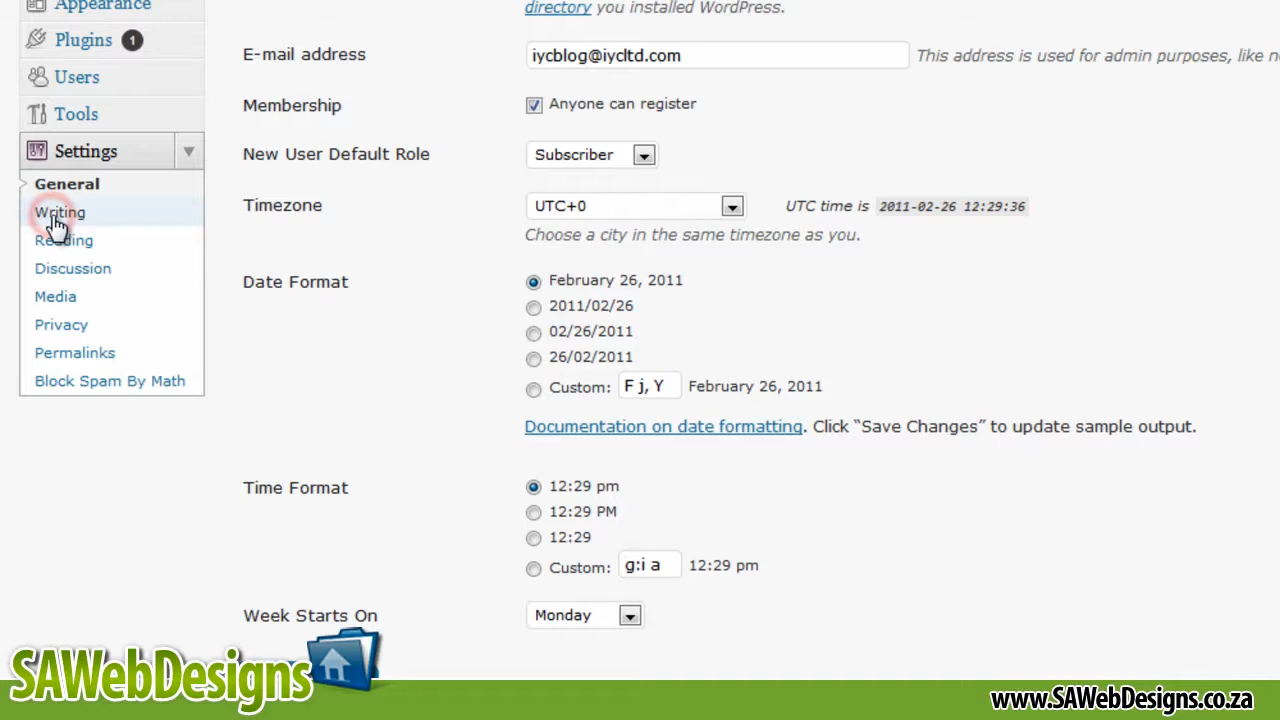 Appearance
Plugins 1
Users
Tools
Settings
General
Writing
Reading
Discussion
Media
Privacy
Permalinks
Block Spam By Math
directory you installed WordPress.
E-mail address iycblog@iycltd.com This address is used for admin purposes, like
Membership Anyone can register
New User Default Role Subscriber
Timezone UTC+0 UTC time is 2011-02-26 12:29:36
Choose a city in the same timezone as you.
Date Format February 26, 2011
2011/02/26
02/26/2011
26/02/2011
Custom: F j, Y February 26, 2011
Documentation on date formatting. Click “Save Changes” to update sample output.
Time Format 12:29 pm
12:29 PM
12:29
Custom: g:i a 12:29 pm
Week Starts On Monday
SAWebDesigns
www.SAWebDesigns.co.za